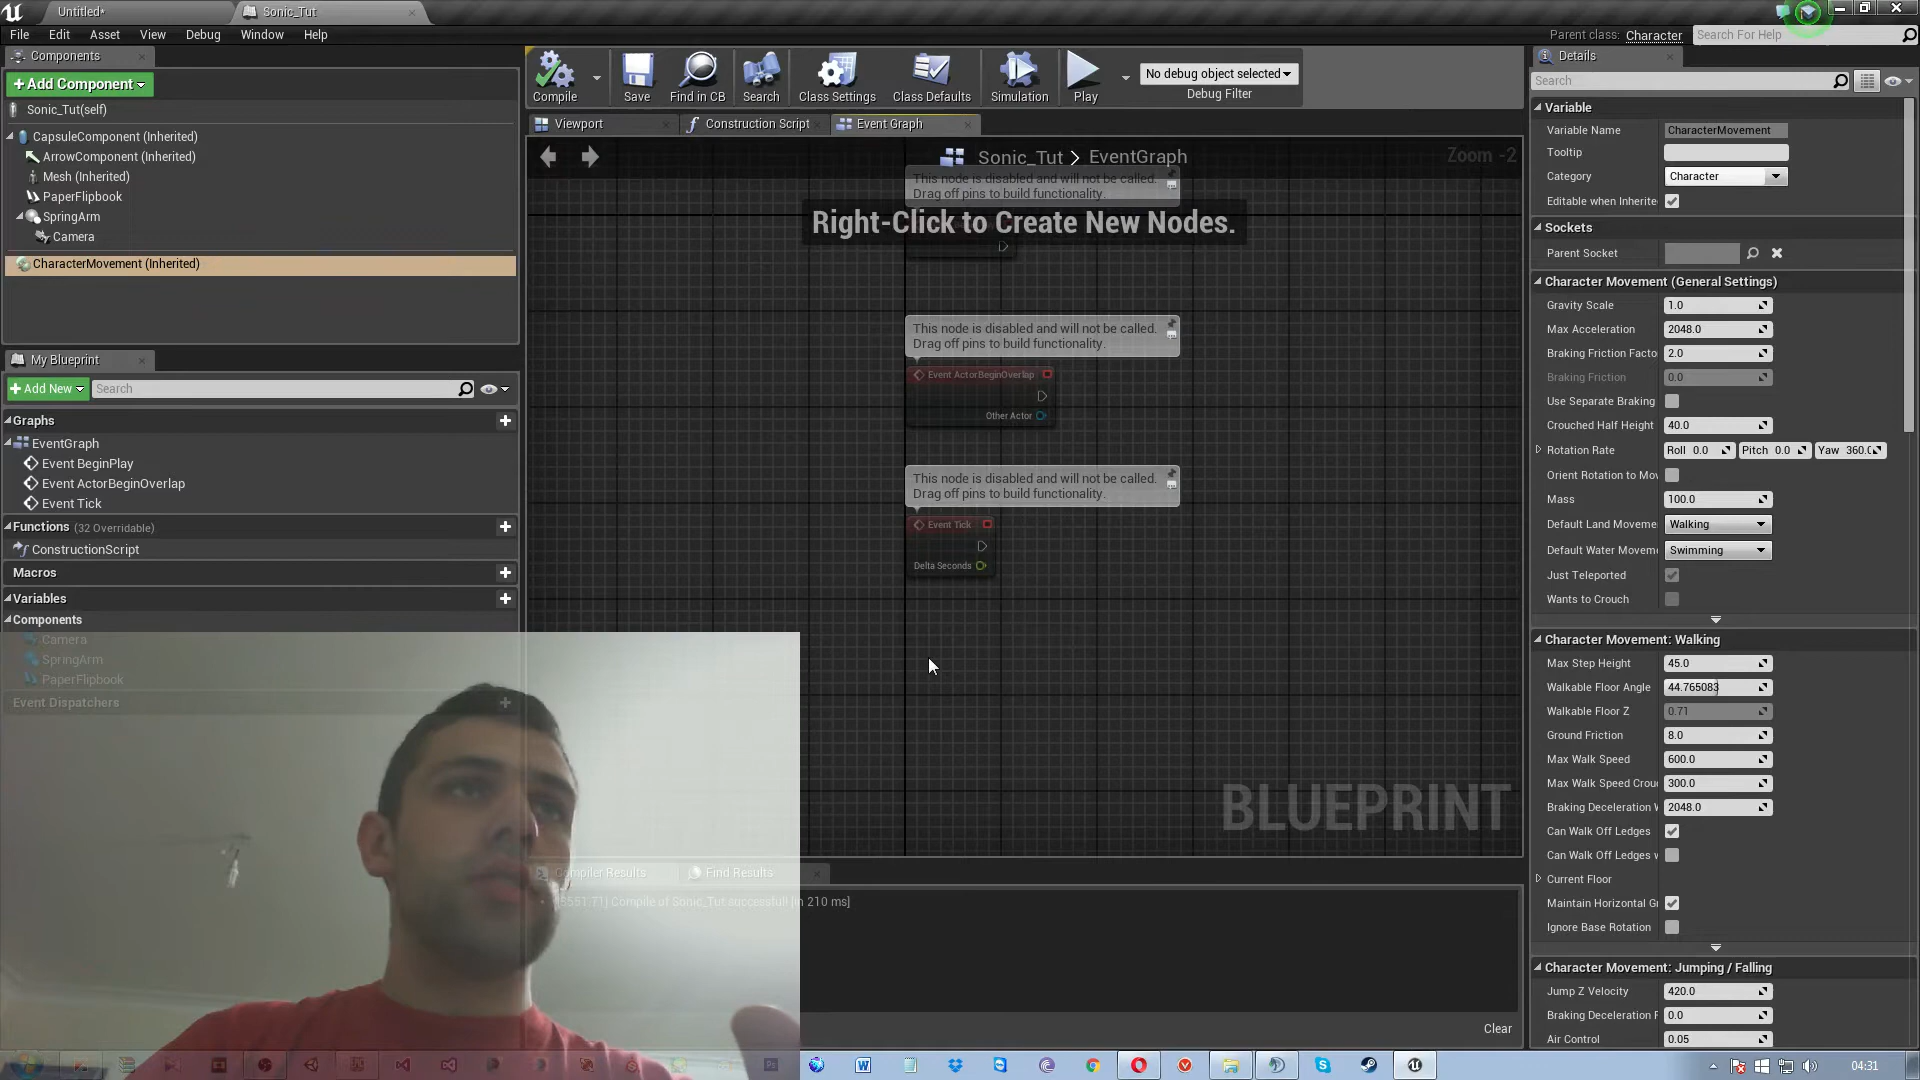 Untitled*
Sonic_Tut
File Edit Asset View Debug Window Help
Parent class: Character
Search For Help
Components
Add Component
Sonic_Tut(self)
CapsuleComponent (Inherited)
ArrowComponent (Inherited)
Mesh (Inherited)
PaperFlipbook
SpringArm
Camera
CharacterMovement (Inherited)
My Blueprint
Add New
Search
Graphs
EventGraph
Event BeginPlay
Event ActorBeginOverlap
Event Tick
Functions (32 Overridable)
ConstructionScript
Macros
Variables
Components
Camera
SpringArm
PaperFlipbook
Event Dispatchers
Compile
Save
Find in CB
Search
Class Settings
Class Defaults
Simulation
Play
No debug object selected
Debug Filter
Viewport
Construction Script
Event Graph
Sonic_Tut > EventGraph
Zoom -2
This node is disabled and will not be called.
Drag off pins to build functionality.
Right-Click to Create New Nodes.
This node is disabled and will not be called.
Drag off pins to build functionality.
Event ActorBeginOverlap
Other Actor
This node is disabled and will not be called.
Drag off pins to build functionality.
Event Tick
Delta Seconds
BLUEPRINT
Compiler Results
Find Results
Compile of Sonic_Tut successful! [in 210 ms]
Clear
Details
Search
Variable
Variable Name CharacterMovement
Tooltip
Category Character
Editable when Inherite
Sockets
Parent Socket
Character Movement (General Settings)
Gravity Scale 1.0
Max Acceleration 2048.0
Braking Friction Facto 2.0
Braking Friction 0.0
Use Separate Braking
Crouched Half Height 40.0
Rotation Rate Roll 0.0 Pitch 0.0 Yaw 360.0
Orient Rotation to Mov
Mass 100.0
Default Land Moveme Walking
Default Water Movem Swimming
Just Teleported
Wants to Crouch
Character Movement: Walking
Max Step Height 45.0
Walkable Floor Angle 44.765083
Walkable Floor Z 0.71
Ground Friction 8.0
Max Walk Speed 600.0
Max Walk Speed Crou 300.0
Braking Deceleration W 2048.0
Can Walk Off Ledges
Can Walk Off Ledges w
Current Floor
Maintain Horizontal Gr
Ignore Base Rotation
Character Movement: Jumping / Falling
Jump Z Velocity 420.0
Braking Deceleration F 0.0
Air Control 0.05
04:31